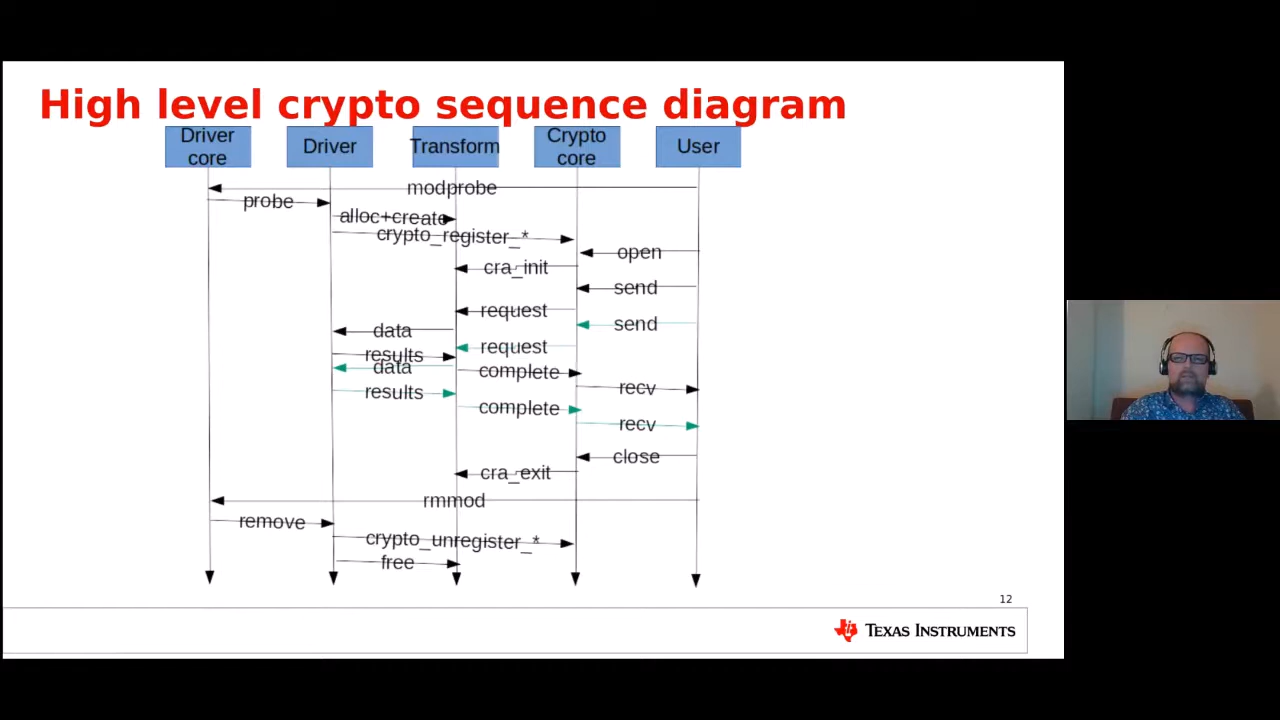 High level crypto sequence diagram
Driver core
Driver
Transform
Crypto core
User
modprobe
probe
alloc+create
crypto_register_*
open
cra_init
send
request
send
data
request
results
data
complete
recv
results
complete
recv
close
cra_exit
rmmod
remove
crypto_unregister_*
free
12
TEXAS INSTRUMENTS